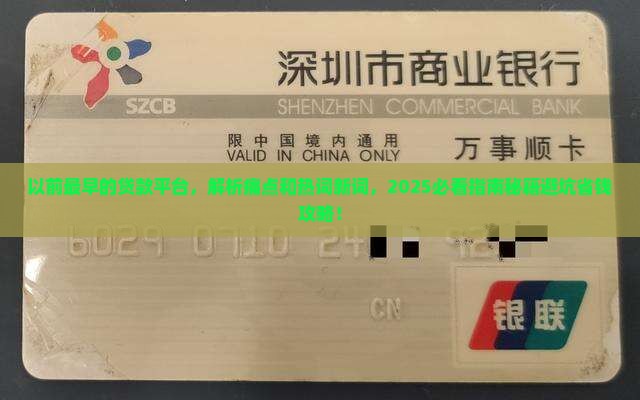 深圳市商业银行
SZCB
SHENZHEN COMMERCIAL BANK
限中国境内通用
VALID IN CHINA ONLY
万事顺卡
以前最早的贷款平台，解析痛点和热词新词，2025必看指南秘籍避坑省钱
攻略！
0029 0710 24
CN
银联